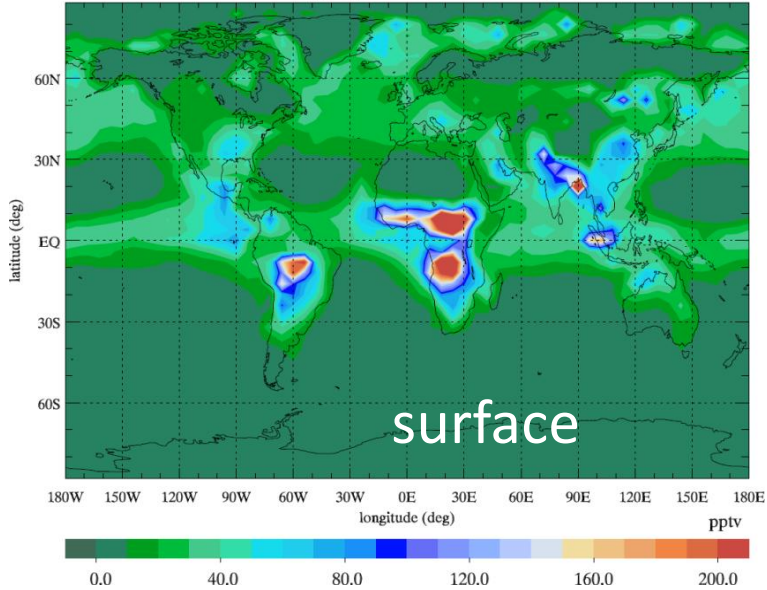 60N
30N
EQ
30S
60S
latitude (deg)
surface
180W 150W 120W 90W 60W 30W 0E 30E 60E 90E 120E 150E 180E
longitude (deg)
pptv
0.0 40.0 80.0 120.0 160.0 200.0